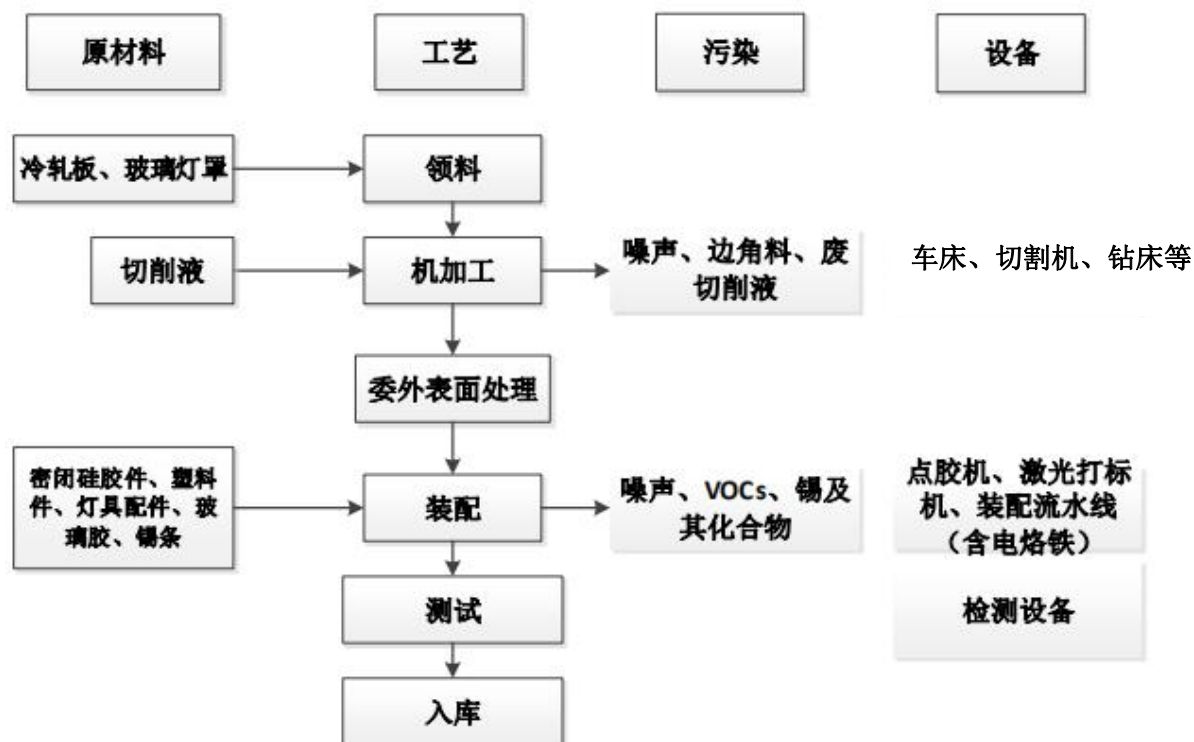 原材料
工艺
污染
设备
冷轧板、玻璃灯罩
领料
切削液
机加工
噪声、边角料、废
切削液
车床、切割机、钻床等
委外表面处理
密闭硅胶件、塑料
件、灯具配件、玻
璃胶、锡条
装配
噪声、VOCs、锡及
其化合物
点胶机、激光打标
机、装配流水线
（含电烙铁）
测试
检测设备
入库